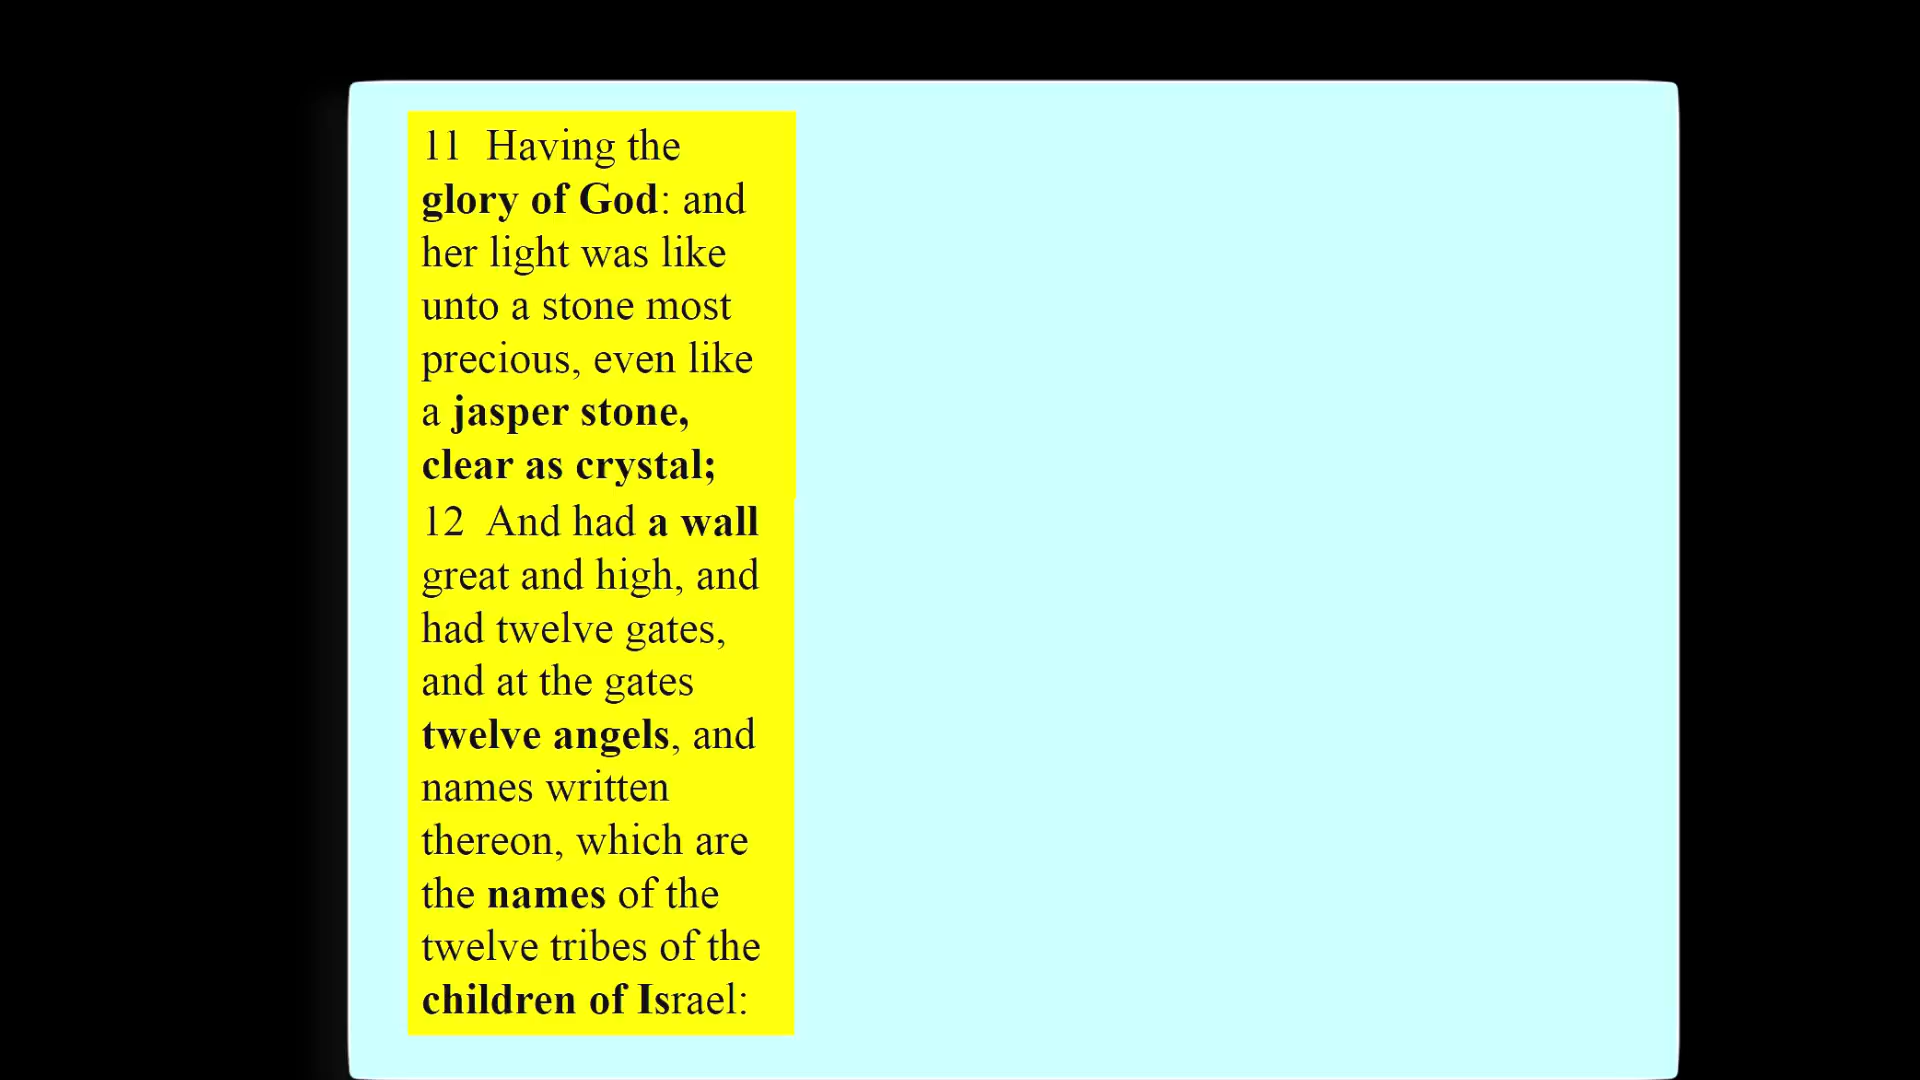 11 Having the
glory of God: and
her light was like
unto a stone most
precious, even like
a jasper stone,
clear as crystal;
12 And had a wall
great and high, and
had twelve gates,
and at the gates
twelve angels, and
names written
thereon, which are
the names of the
twelve tribes of the
children of Israel: